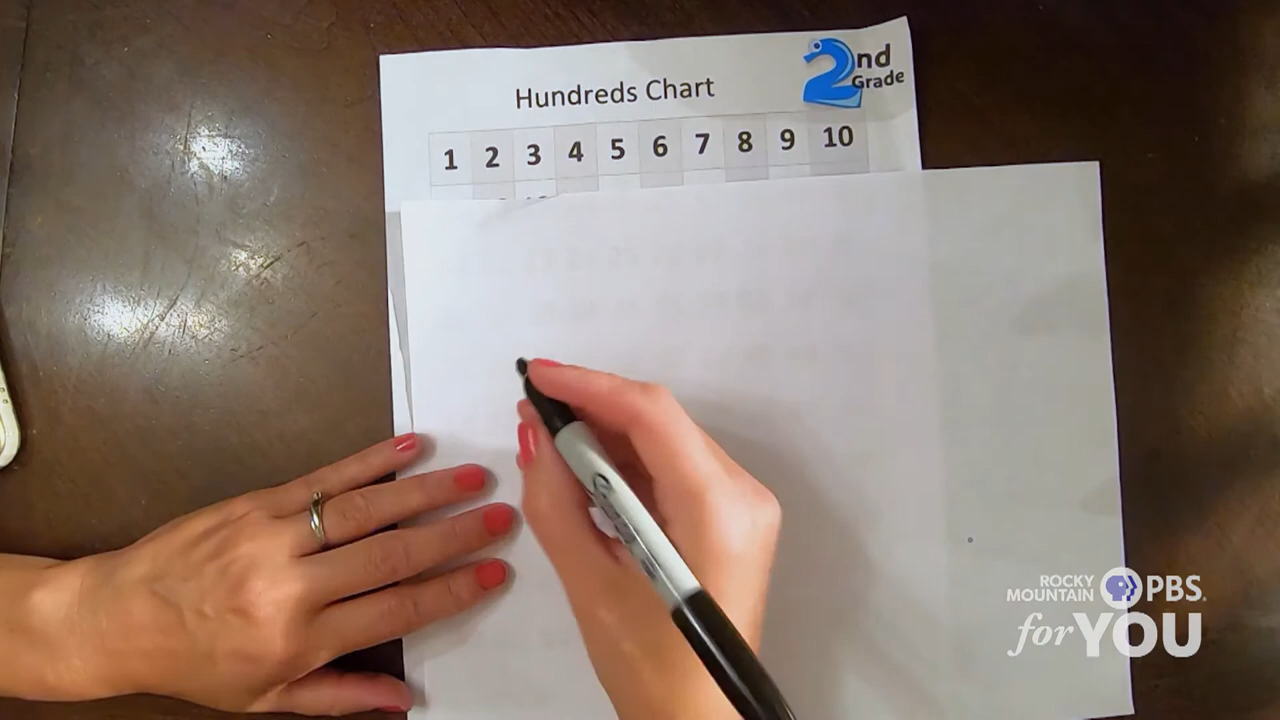 Hundreds Chart
2nd
Grade
1 2 3 4 5 6 7 8 9 10
ROCKY
MOUNTAIN PBS
for YOU